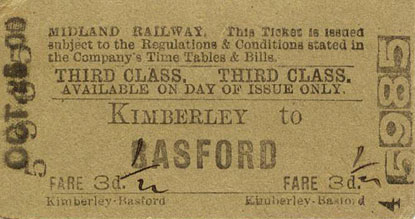 MIDLAND RAILWAY. This Ticket is issued
subject to the Regulations & Conditions stated in
the Company's Time Tables & Bills.
THIRD CLASS. THIRD CLASS.
AVAILABLE ON DAY OF ISSUE ONLY.
KIMBERLEY to
BASFORD
FARE 3d. FARE 3d.
Kimberley-Basford Kimberley-Basford
OCT
5985